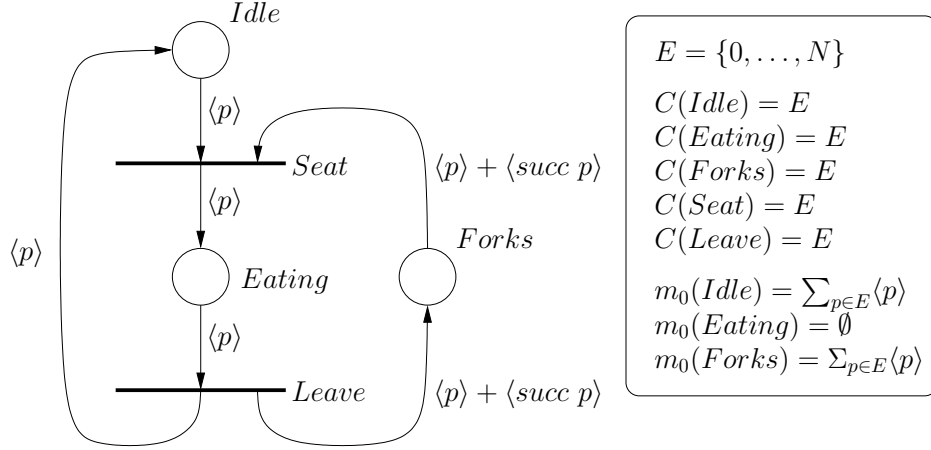 Idle
⟨p⟩
Seat
⟨p⟩ + ⟨succ p⟩
⟨p⟩
⟨p⟩
Eating
Forks
⟨p⟩
Leave
⟨p⟩ + ⟨succ p⟩
E = {0, . . . , N}
C(Idle) = E
C(Eating) = E
C(Forks) = E
C(Seat) = E
C(Leave) = E
m₀(Idle) = ∑_{p∈E}⟨p⟩
m₀(Eating) = ∅
m₀(Forks) = Σ_{p∈E}⟨p⟩